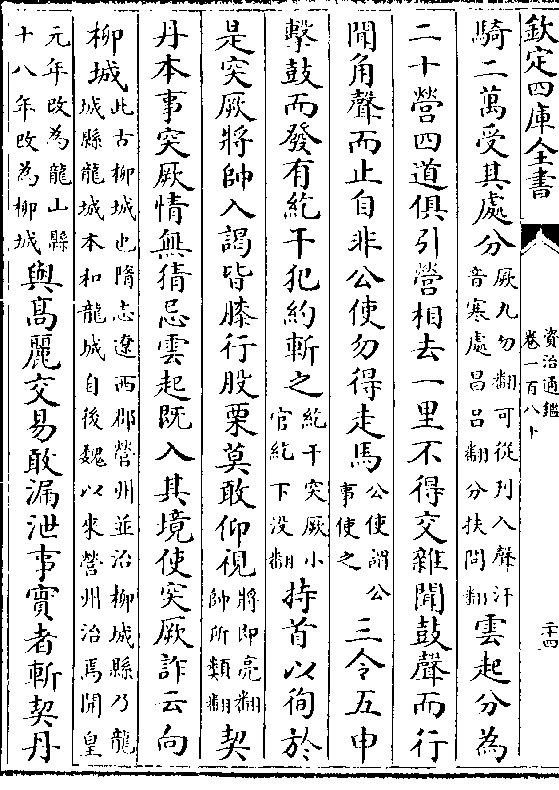 欽定四庫全書
資治通鑑
卷一百八十
二十四
騎二萬受其處分厥九勿翻可從刋入聲汗音寒處昌呂翻分扶問翻雲起分為
二十營四道俱引營相去一里不得交雜聞鼓聲而行
聞角聲而止自非公使勿得走馬公使謂公事使之三令五申
擊鼓而發有紇干犯約斬之紇干突厥小官紇下没翻持首以徇於
是突厥將帥入謁皆膝行股栗莫敢仰視將即亮翻帥所類翻契
丹本事突厥情無猜忌雲起既入其境使突厥詐云向
柳城此古柳城也隋志遼西郡營州並治柳城縣乃龍城縣龍城本和龍城自後魏以來營州治焉開皇
元年改為龍山縣十八年改為柳城與髙麗交易敢漏泄事實者斬契丹